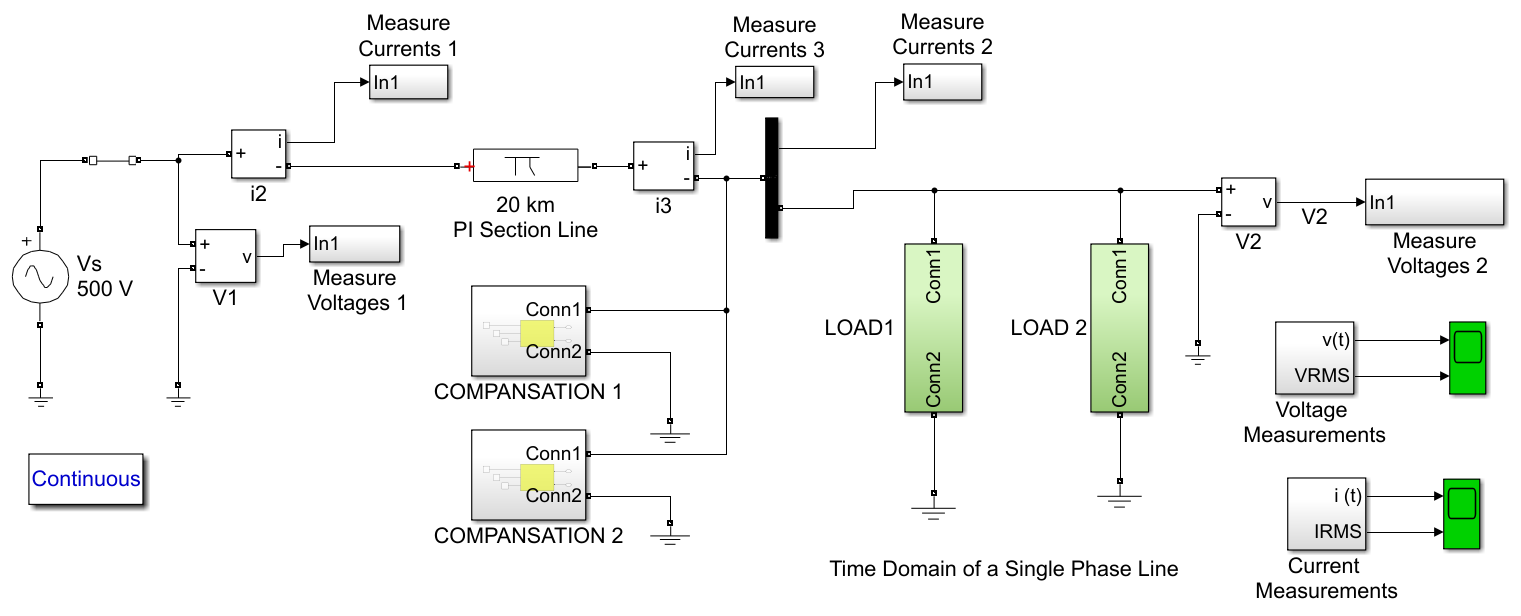 Measure
Currents 1
In1
Measure
Currents 3
In1
Measure
Currents 2
In1
+
i
-
i2
+
20 km
PI Section Line
+
i
-
i3
+
Vs
500 V
+
-
v
V1
In1
Measure
Voltages 1
Conn1
Conn2
COMPANSATION 1
Conn1
Conn2
COMPANSATION 2
Continuous
Conn1
LOAD1
Conn2
Conn1
LOAD 2
Conn2
+
-
v
V2
V2
In1
Measure
Voltages 2
v(t)
VRMS
Voltage
Measurements
i (t)
IRMS
Current
Measurements
Time Domain of a Single Phase Line